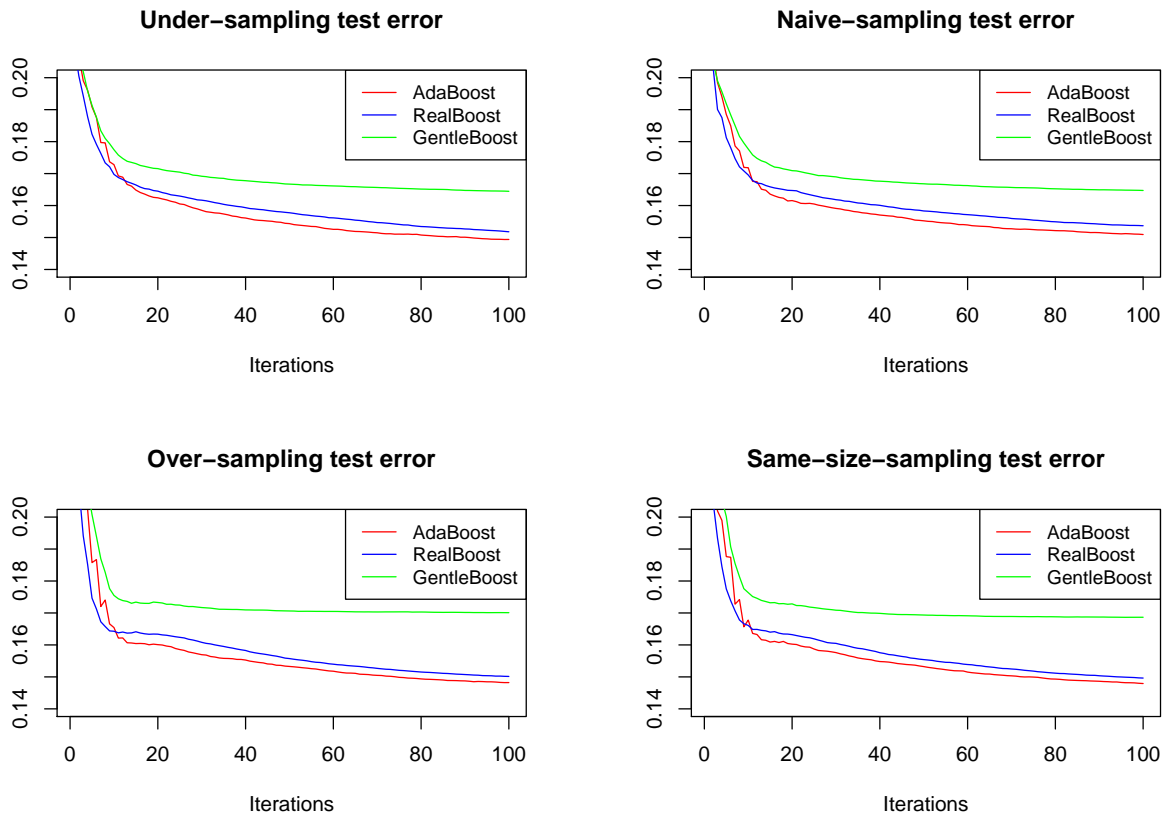 Under−sampling test error
0.20
0.18
0.16
0.14
AdaBoost
RealBoost
GentleBoost
0 20 40 60 80 100
Iterations
Naive−sampling test error
0.20
0.18
0.16
0.14
AdaBoost
RealBoost
GentleBoost
0 20 40 60 80 100
Iterations
Over−sampling test error
0.20
0.18
0.16
0.14
AdaBoost
RealBoost
GentleBoost
0 20 40 60 80 100
Iterations
Same−size−sampling test error
0.20
0.18
0.16
0.14
AdaBoost
RealBoost
GentleBoost
0 20 40 60 80 100
Iterations